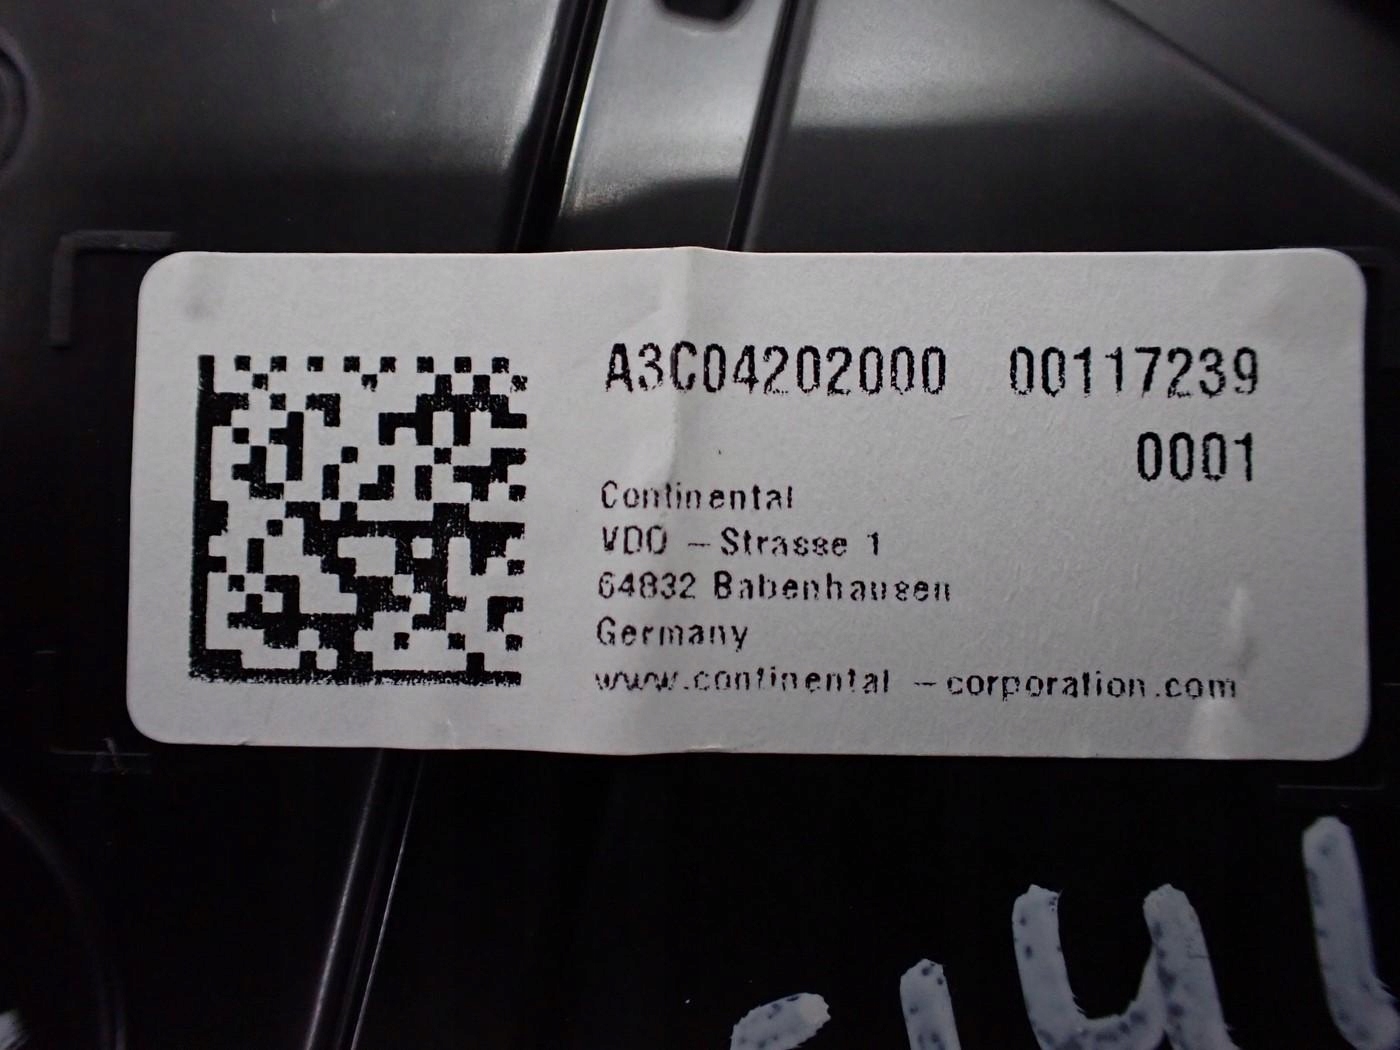 A3C04202000 00117239
0001
Continental
VDO - Strasse 1
64832 Babenhausen
Germany
www.continental -corporation.com